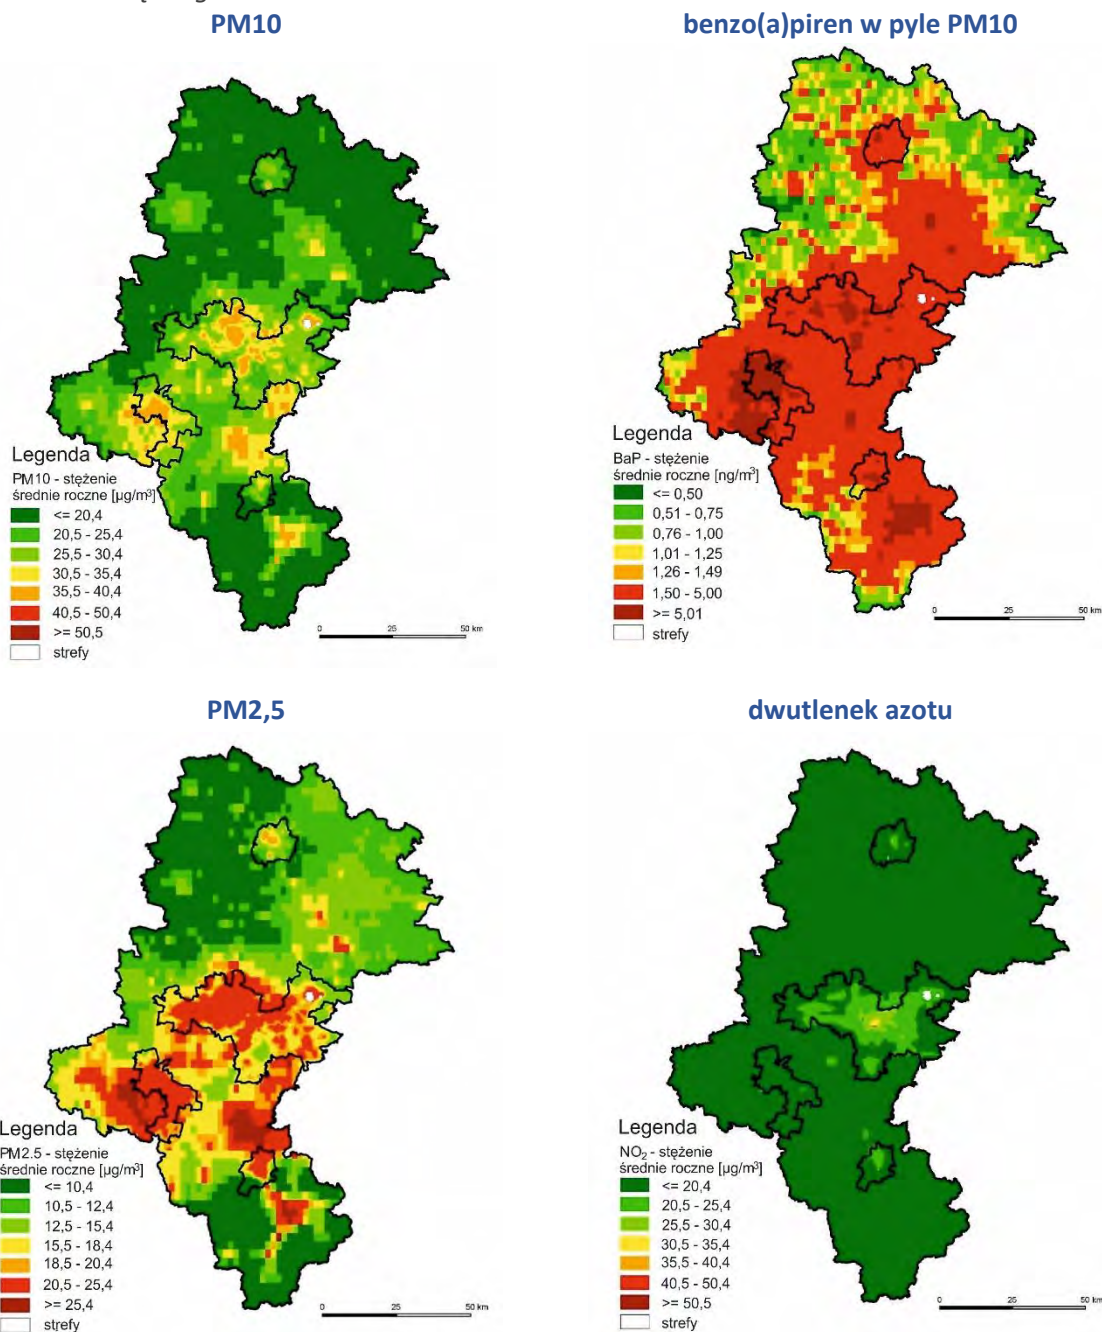 PM10
benzo(a)piren w pyle PM10
Legenda
PM10 - stężenie
średnie roczne [µg/m³]
<= 20,4
20,5 - 25,4
25,5 - 30,4
30,5 - 35,4
35,5 - 40,4
40,5 - 50,4
>= 50,5
strefy
0 25 50 km
Legenda
BaP - stężenie
średnie roczne [ng/m³]
<= 0,50
0,51 - 0,75
0,76 - 1,00
1,01 - 1,25
1,26 - 1,49
1,50 - 5,00
>= 5,01
strefy
0 25 50 km
PM2,5
dwutlenek azotu
Legenda
PM2.5 - stężenie
średnie roczne [µg/m³]
<= 10,4
10,5 - 12,4
12,5 - 15,4
15,5 - 18,4
18,5 - 20,4
20,5 - 25,4
>= 25,4
strefy
0 25 50 km
Legenda
NO₂ - stężenie
średnie roczne [µg/m³]
<= 20,4
20,5 - 25,4
25,5 - 30,4
30,5 - 35,4
35,5 - 40,4
40,5 - 50,4
>= 50,5
strefy
0 25 50 km